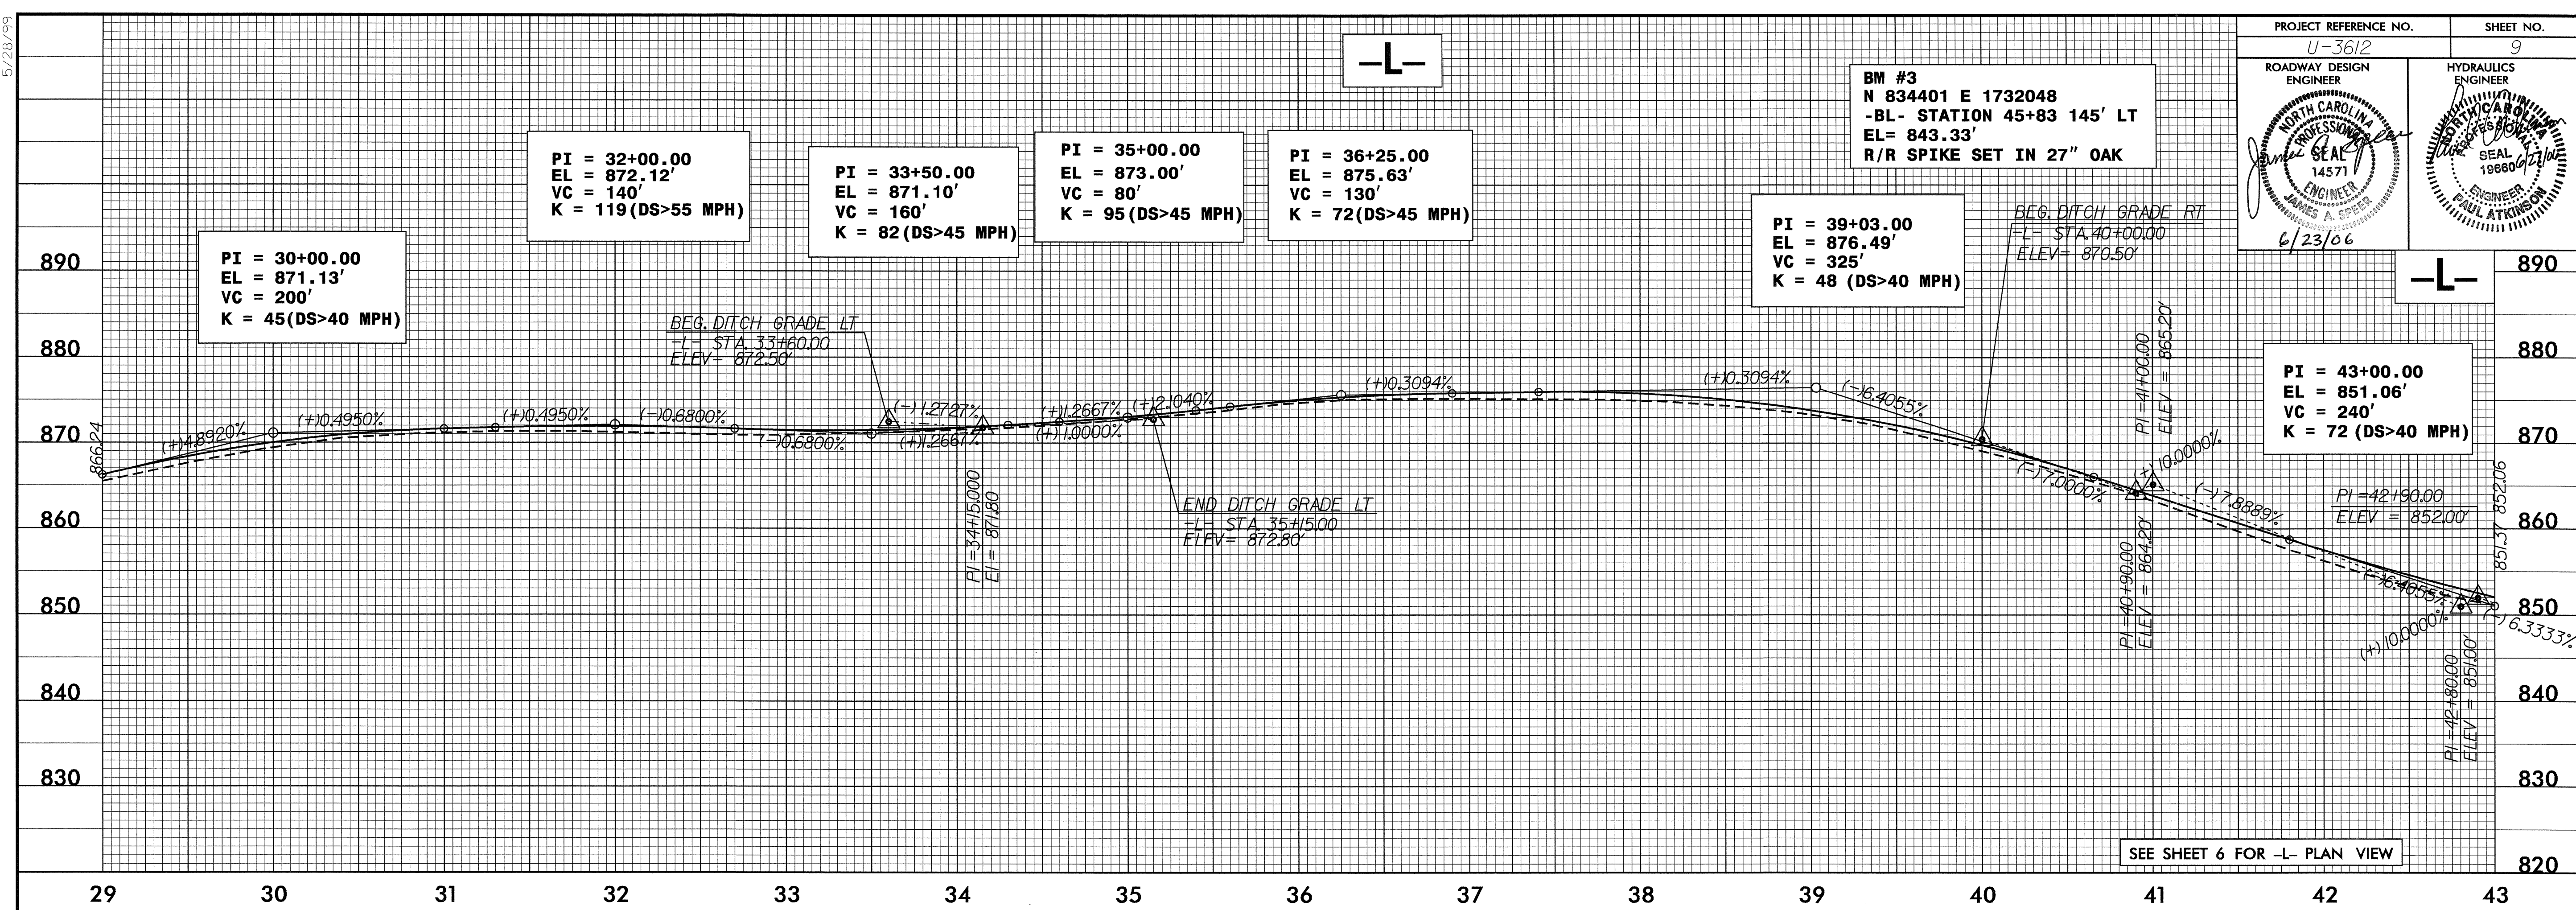 5/28/99
-L-
PROJECT REFERENCE NO.
SHEET NO.
U-3612
9
ROADWAY DESIGN
ENGINEER
HYDRAULICS
ENGINEER
NORTH CAROLINA
PROFESSIONAL
SEAL
14571
ENGINEER
JAMES A. SPEER
6/23/06
NORTH CAROLINA
PROFESSIONAL
SEAL
19660
ENGINEER
PAUL ATKINSON
-L-
BM #3
N 834401 E 1732048
-BL- STATION 45+83 145' LT
EL= 843.33'
R/R SPIKE SET IN 27" OAK
PI = 30+00.00
EL = 871.13'
VC = 200'
K = 45(DS>40 MPH)
PI = 32+00.00
EL = 872.12'
VC = 140'
K = 119(DS>55 MPH)
PI = 33+50.00
EL = 871.10'
VC = 160'
K = 82(DS>45 MPH)
PI = 35+00.00
EL = 873.00'
VC = 80'
K = 95(DS>45 MPH)
PI = 36+25.00
EL = 875.63'
VC = 130'
K = 72(DS>45 MPH)
PI = 39+03.00
EL = 876.49'
VC = 325'
K = 48 (DS>40 MPH)
PI = 43+00.00
EL = 851.06'
VC = 240'
K = 72 (DS>40 MPH)
BEG. DITCH GRADE LT
-L- STA. 33+60.00
ELEV= 872.50'
END DITCH GRADE LT
-L- STA. 35+15.00
ELEV= 872.80'
BEG. DITCH GRADE RT
-L- STA. 40+00.00
ELEV= 870.50'
866.24
(+)4.8920%
(+)0.4950%
(+)0.4950%
(-)0.6800%
(-)0.6800%
(-)1.2727%
(+)1.2667%
(+)1.2667%
(+)1.0000%
(+)2.1040%
(+)0.3094%
(+)0.3094%
(-)6.4055%
(-)7.0000%
(+)10.0000%
(-)7.8889%
(-)6.4055%
(+)10.0000%
(-)6.3333%
PI =34+15.000
El = 871.80
PI =40+90.00
ELEV = 864.20'
PI =41+00.00
ELEV = 865.20'
PI =42+90.00
ELEV = 852.00'
PI =42+80.00
ELEV = 851.00'
851.37 852.06
890
880
870
860
850
840
830
890
880
870
860
850
840
830
820
SEE SHEET 6 FOR -L- PLAN VIEW
29 30 31 32 33 34 35 36 37 38 39 40 41 42 43